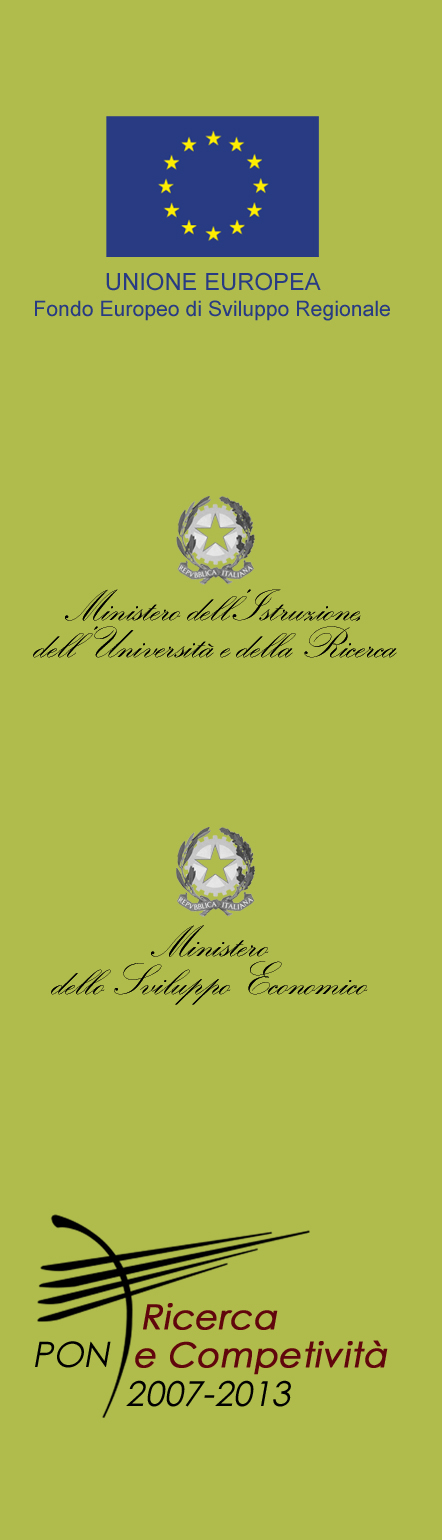 UNIONE EUROPEA
Fondo Europeo di Sviluppo Regionale
REPVBBLICA ITALIANA
Ministero dell'Istruzione,
dell'Università e della Ricerca
REPVBBLICA ITALIANA
Ministero
dello Sviluppo Economico
Ricerca
PON e Competività
2007-2013